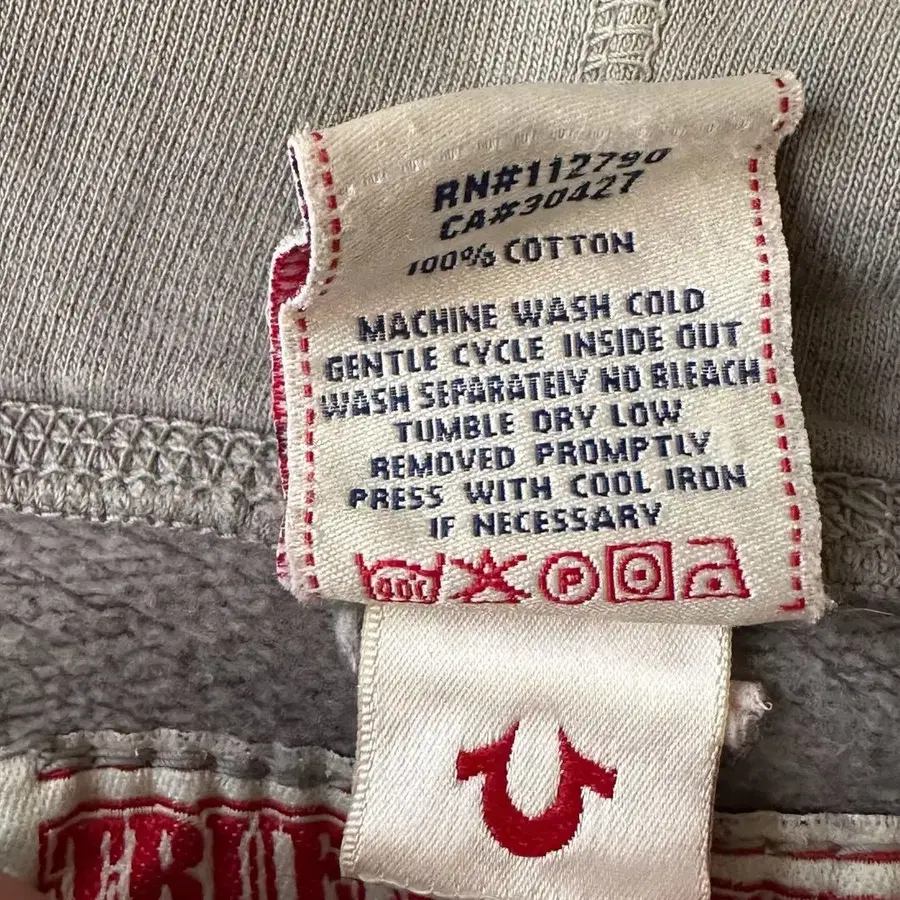 RN#112790
CA#30427
100% COTTON
MACHINE WASH COLD
GENTLE CYCLE INSIDE OUT
WASH SEPARATELY NO BLEACH
TUMBLE DRY LOW
REMOVED PROMPTLY
PRESS WITH COOL IRON
IF NECESSARY
P
TRUE